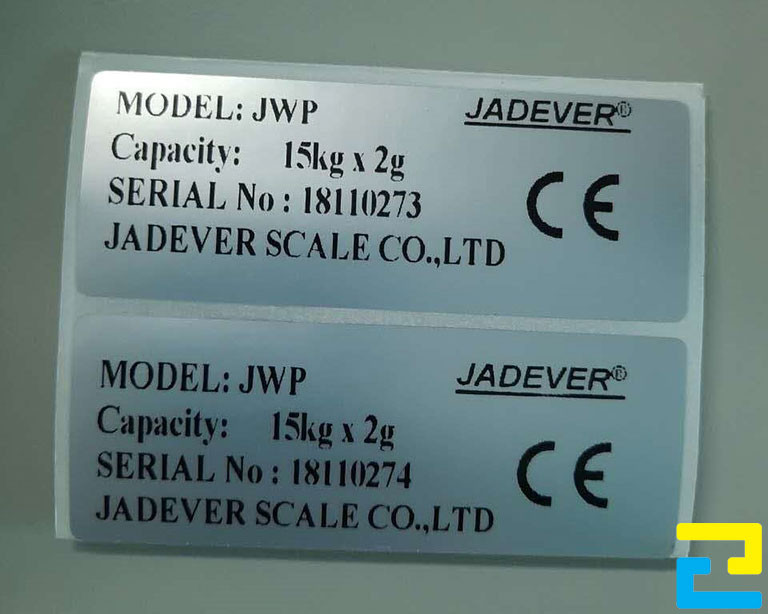 MODEL: JWP
JADEVER®
Capacity: 15kg x 2g
SERIAL No : 18110273
CE
JADEVER SCALE CO.,LTD
MODEL: JWP
JADEVER®
Capacity: 15kg x 2g
SERIAL No : 18110274
CE
JADEVER SCALE CO.,LTD